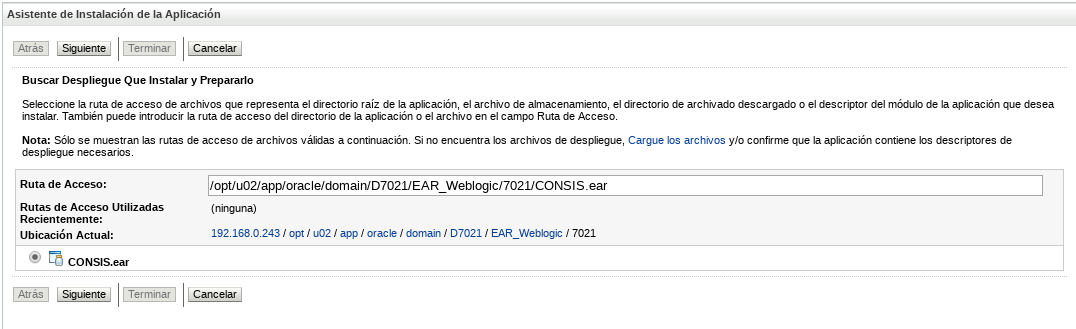 Asistente de Instalación de la Aplicación
Atrás Siguiente Terminar Cancelar
Buscar Despliegue Que Instalar y Prepararlo
Seleccione la ruta de acceso de archivos que representa el directorio raíz de la aplicación, el archivo de almacenamiento, el directorio de archivado descargado o el descriptor del módulo de la aplicación que desea
instalar. También puede introducir la ruta de acceso del directorio de la aplicación o el archivo en el campo Ruta de Acceso.
Nota: Sólo se muestran las rutas de acceso de archivos válidas a continuación. Si no encuentra los archivos de despliegue, Cargue los archivos y/o confirme que la aplicación contiene los descriptores de
despliegue necesarios.
Ruta de Acceso: /opt/u02/app/oracle/domain/D7021/EAR_Weblogic/7021/CONSIS.ear
Rutas de Acceso Utilizadas
Recientemente: (ninguna)
Ubicación Actual: 192.168.0.243 / opt / u02 / app / oracle / domain / D7021 / EAR_Weblogic / 7021
CONSIS.ear
Atrás Siguiente Terminar Cancelar